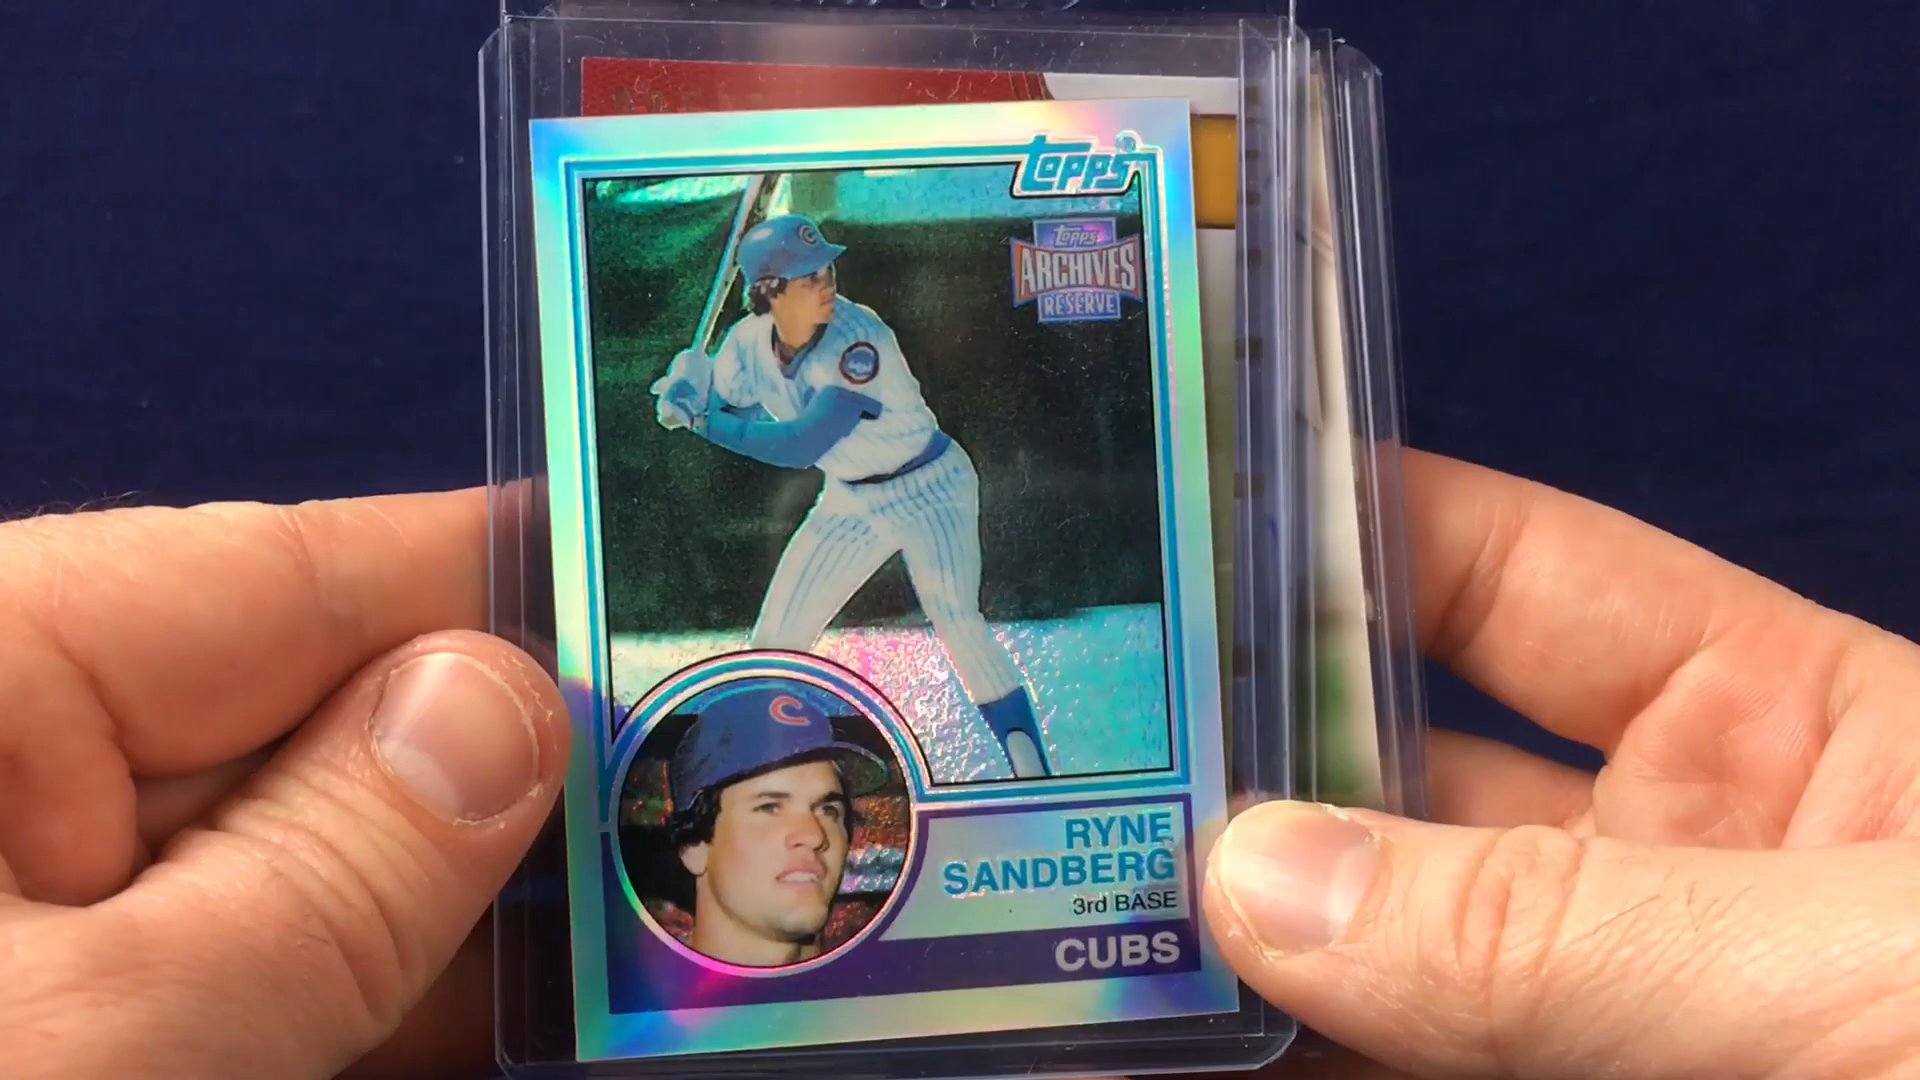 topps
topps
ARCHIVES
RESERVE
RYNE
SANDBERG
3rd BASE
CUBS